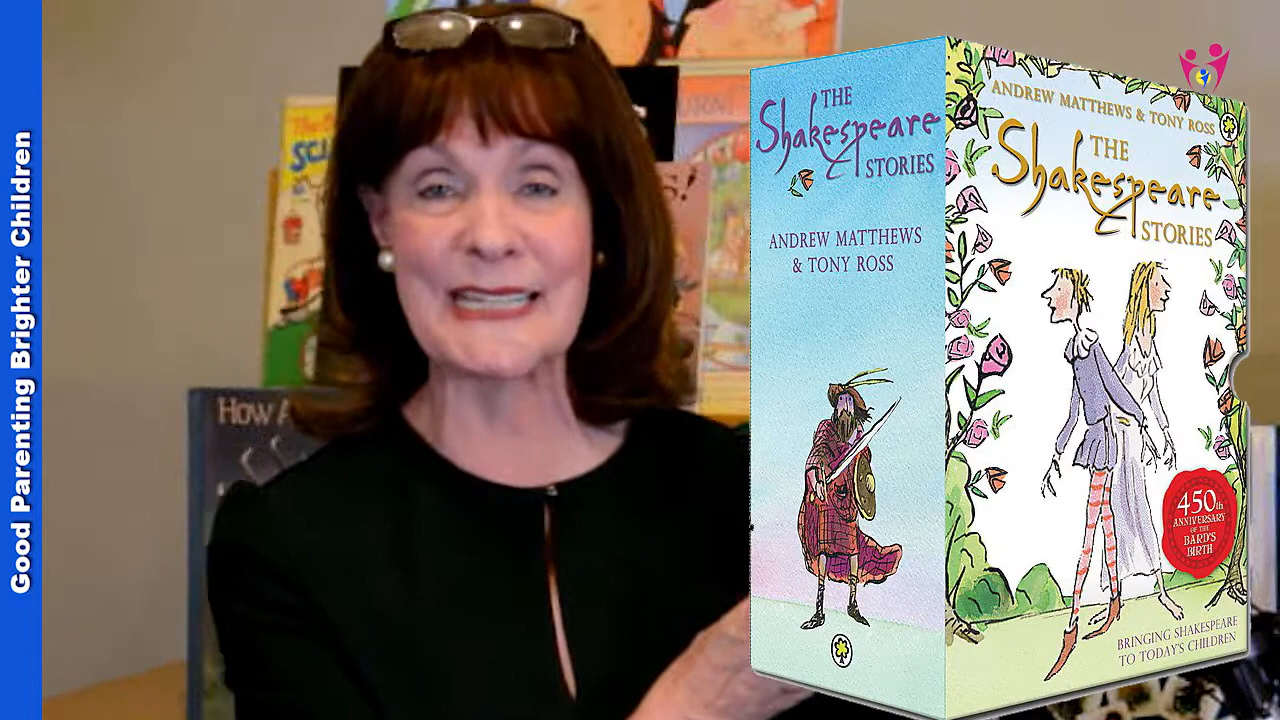 Good Parenting Brighter Children
How A
THE
Shakespeare
STORIES
ANDREW MATTHEWS
& TONY ROSS
ANDREW MATTHEWS & TONY ROSS
THE
Shakespeare
STORIES
450th
ANNIVERSARY
OF THE
BARD'S
BIRTH
BRINGING SHAKESPEARE
TO TODAY'S CHILDREN